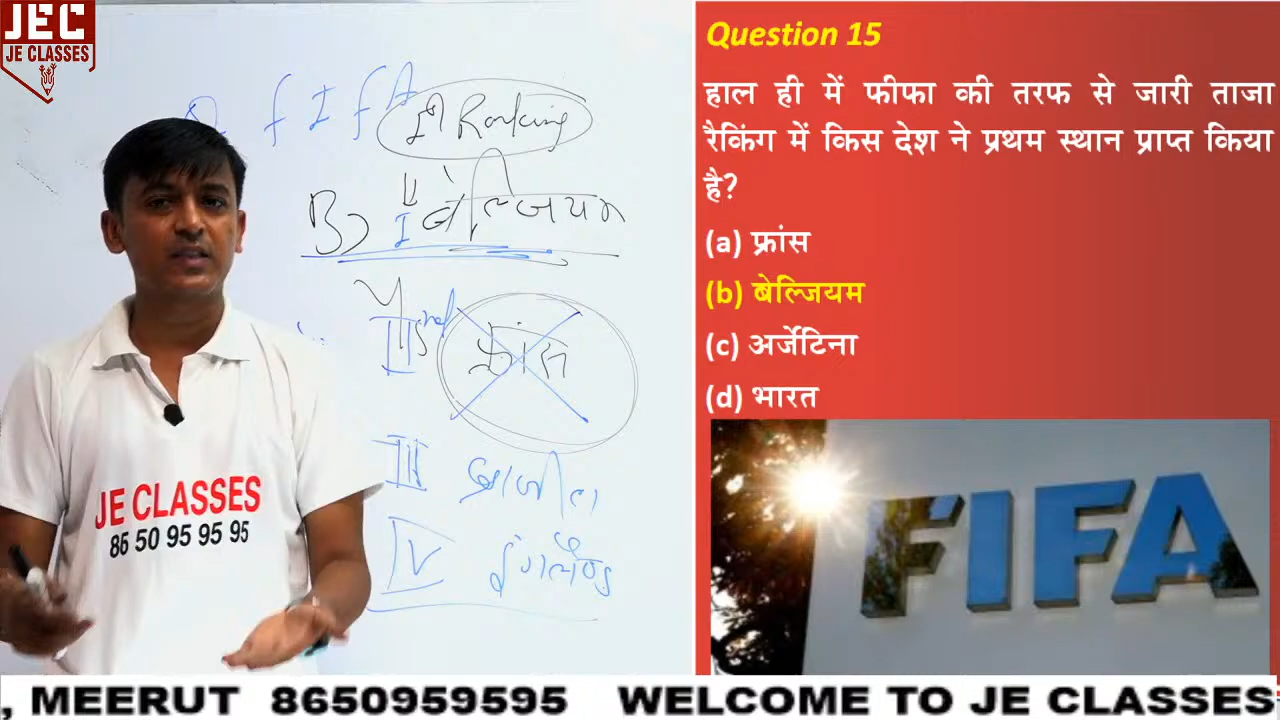 JEC
JE CLASSES
FIFA
Ranking
B) I बेल्जियम
फ्रांस
III ब्राजील
IV इंग्लैण्ड
JE CLASSES
86 50 95 95 95
Question 15
हाल ही में फीफा की तरफ से जारी ताजा
रैकिंग में किस देश ने प्रथम स्थान प्राप्त किया
है?
(a) फ्रांस
(b) बेल्जियम
(c) अर्जेंटिना
(d) भारत
FIFA
, MEERUT 8650959595 WELCOME TO JE CLASSES